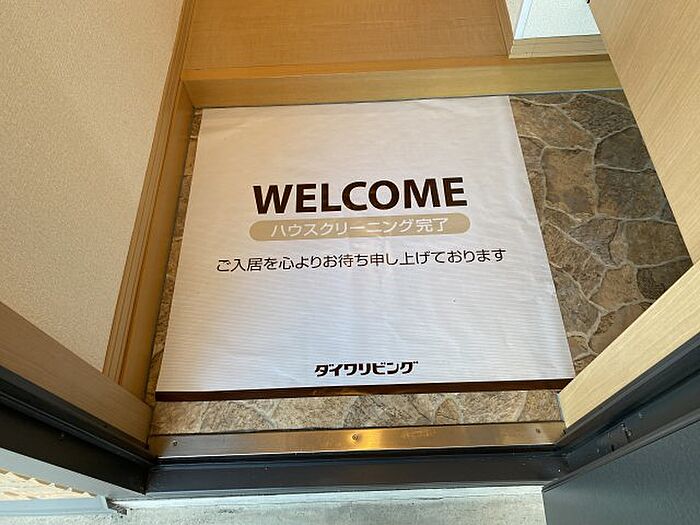 WELCOME
ハウスクリーニング完了
ご入居を心よりお待ち申し上げております
ダイワリビング